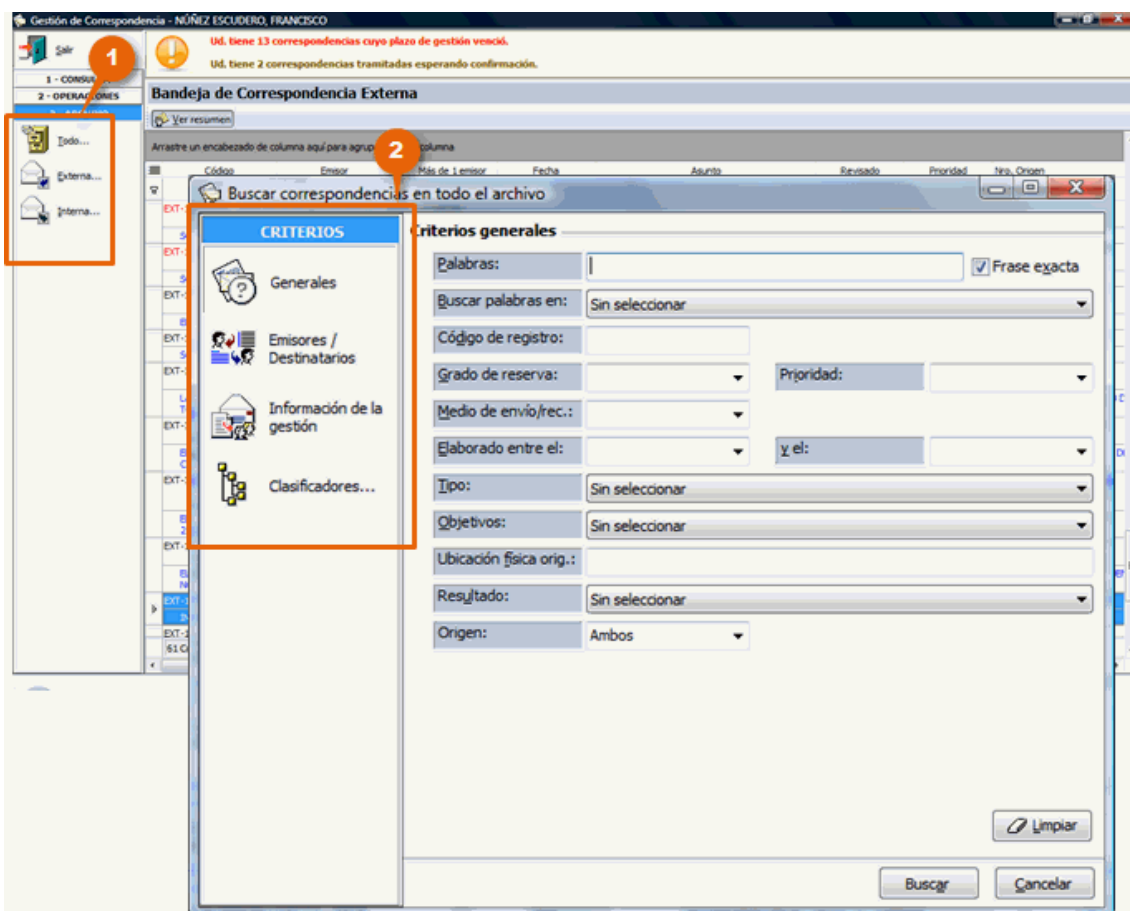 Gestión de Correspondencia - NÚÑEZ ESCUDERO, FRANCISCO
Salir
1
Ud. tiene 13 correspondencias cuyo plazo de gestión venció.
Ud. tiene 2 correspondencias tramitadas esperando confirmación.
1 - CONSUL
2 - OPERACIONES
Todo...
Externa...
Interna...
Bandeja de Correspondencia Externa
Ver resumen
Arrastre un encabezado de columna aquí para agrup columna
2
Código Emisor Más de 1 emisor Fecha Asunto Revisado Prioridad Nro. Origen
Buscar correspondencias en todo el archivo
CRITERIOS
Generales
Emisores /
Destinatarios
Información de la
gestión
Clasificadores...
Criterios generales
Palabras: Frase exacta
Buscar palabras en: Sin seleccionar
Código de registro:
Grado de reserva: Prioridad:
Medio de envío/rec.:
Elaborado entre el: y el:
Tipo: Sin seleccionar
Objetivos: Sin seleccionar
Ubicación física orig.:
Resultado: Sin seleccionar
Origen: Ambos
Limpiar
Buscar Cancelar